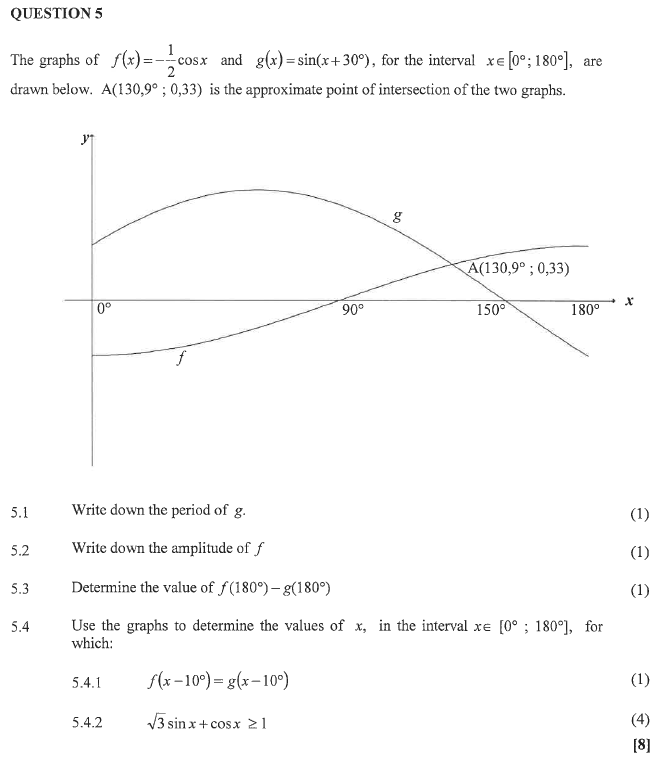 QUESTION 5
The graphs of f(x) = -1/2 cos x and g(x) = sin(x + 30°), for the interval x ∈ [0°; 180°], are
drawn below. A(130,9° ; 0,33) is the approximate point of intersection of the two graphs.
y
g
A(130,9° ; 0,33)
0° 90° 150° 180° x
f
5.1 Write down the period of g. (1)
5.2 Write down the amplitude of f (1)
5.3 Determine the value of f(180°) – g(180°) (1)
5.4 Use the graphs to determine the values of x, in the interval x∈ [0° ; 180°], for
which:
5.4.1 f(x – 10°) = g(x – 10°) (1)
5.4.2 √3 sin x + cos x ≥ 1 (4)
[8]